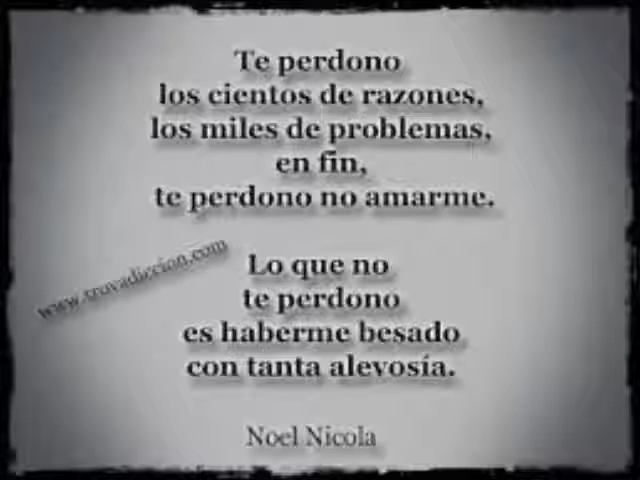 Te perdono
los cientos de razones,
los miles de problemas,
en fin,
te perdono no amarme.
www.trovadiccion.com
Lo que no
te perdono
es haberme besado
con tanta alevosía.
Noel Nicola